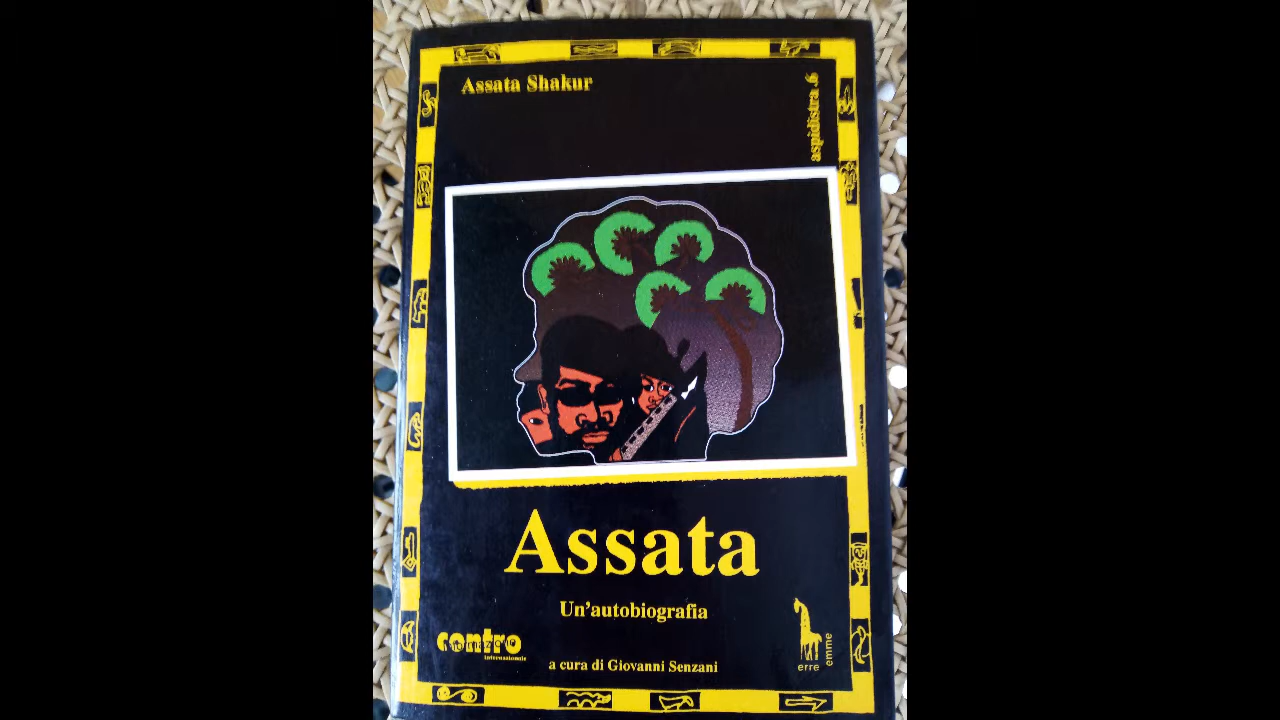 Assata Shakur
aspidistra .6
Assata
Un'autobiografia
contro
internazionale
a cura di Giovanni Senzani
erre
emme